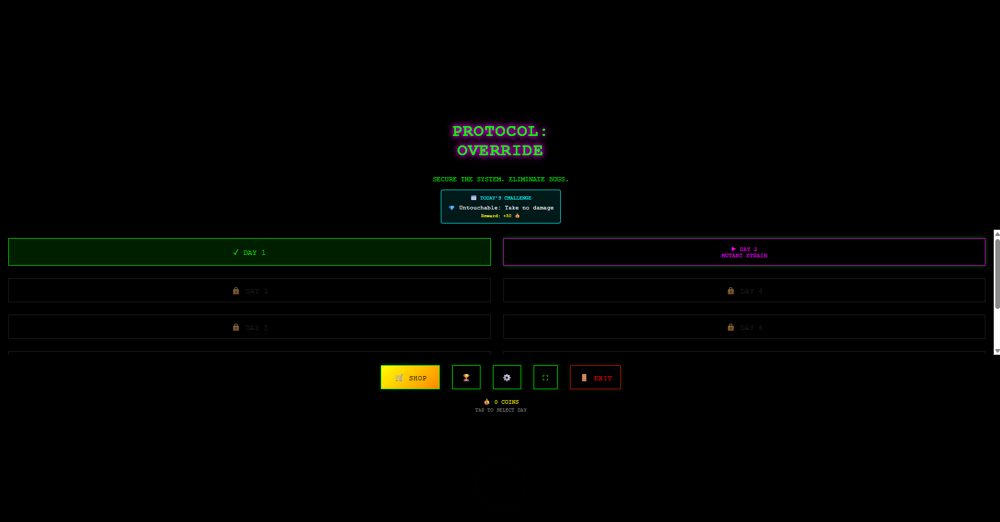 PROTOCOL:
OVERRIDE
SECURE THE SYSTEM. ELIMINATE BUGS.
TODAY'S CHALLENGE
Untouchable: Take no damage
Reward: +50
✓ DAY 1
▶ DAY 2
MUTANT STRAIN
DAY 3
DAY 4
DAY 5
DAY 6
SHOP
EXIT
0 COINS
TAP TO SELECT DAY